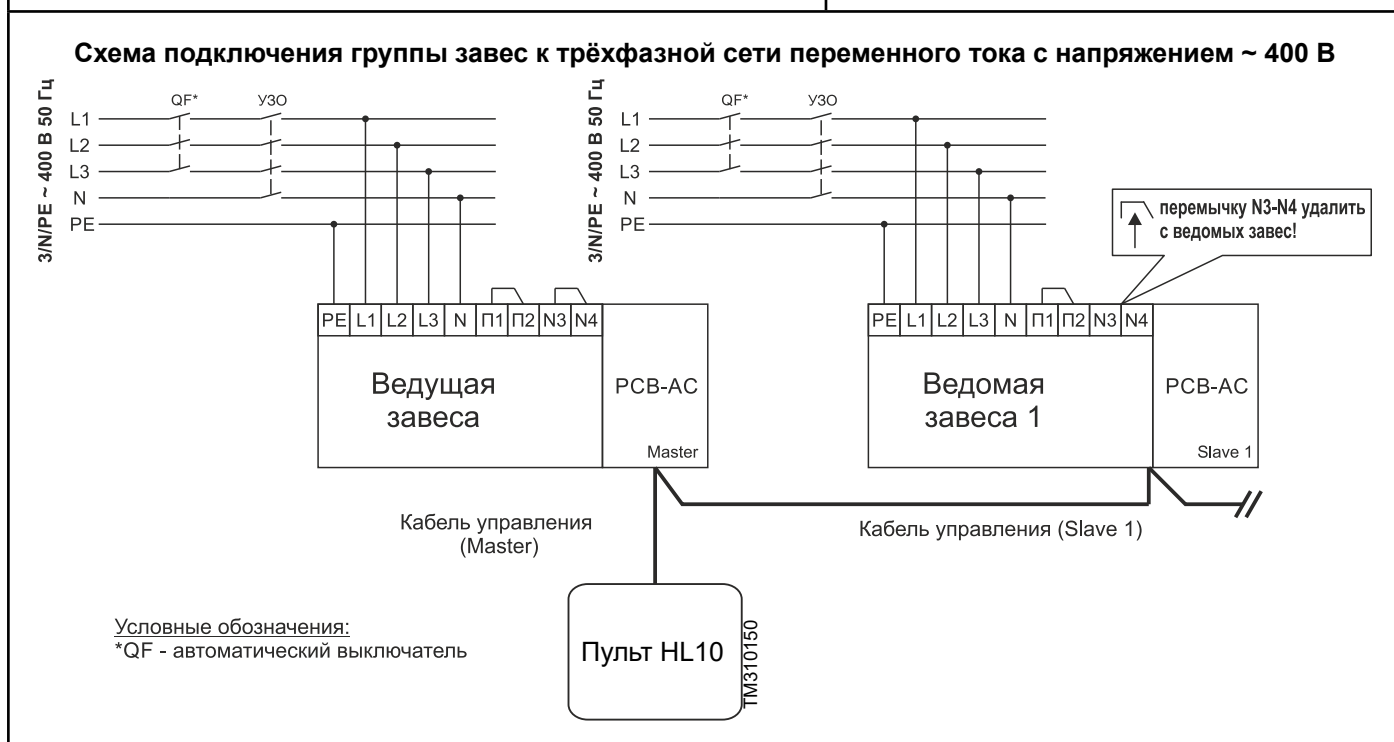 Схема подключения группы завес к трёхфазной сети переменного тока с напряжением ~ 400 В
3/N/PE ~ 400 В 50 Гц
QF*
УЗО
L1
L2
L3
N
PE
3/N/PE ~ 400 В 50 Гц
QF*
УЗО
L1
L2
L3
N
PE
перемычку N3-N4 удалить
с ведомых завес!
PE L1 L2 L3 N П1 П2 N3 N4
Ведущая
завеса
PCB-AC
Master
PE L1 L2 L3 N П1 П2 N3 N4
Ведомая
завеса 1
PCB-AC
Slave 1
Кабель управления
(Master)
Кабель управления (Slave 1)
Условные обозначения:
*QF - автоматический выключатель
Пульт HL10
TM310150